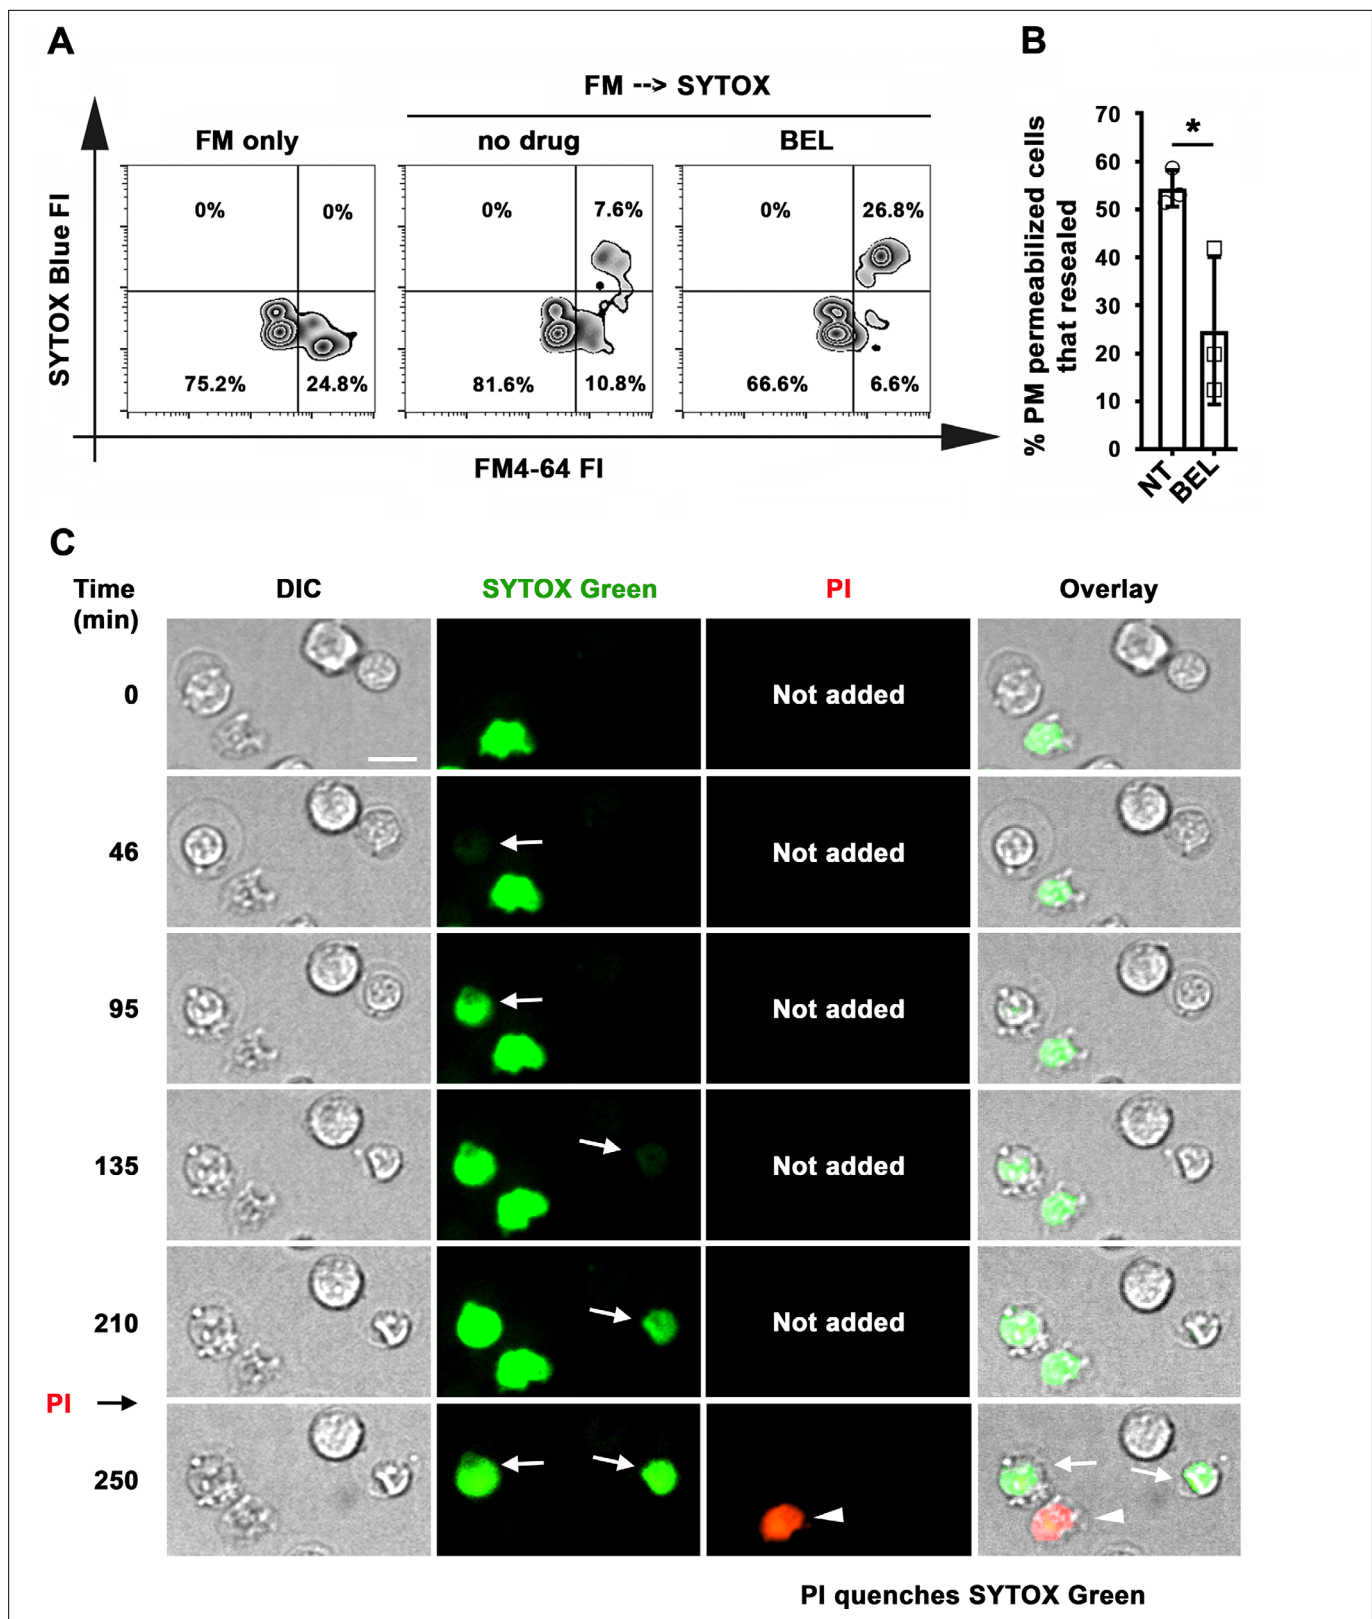 A
B
FM --> SYTOX
FM only
no drug
BEL
SYTOX Blue FI
0%
0%
0%
7.6%
0%
26.8%
75.2%
24.8%
81.6%
10.8%
66.6%
6.6%
FM4-64 FI
% PM permeabilized cells
that resealed
70
60
50
40
30
20
10
0
*
NT
BEL
C
Time
(min)
DIC
SYTOX Green
PI
Overlay
0
Not added
46
Not added
95
Not added
135
Not added
210
Not added
PI
250
PI quenches SYTOX Green